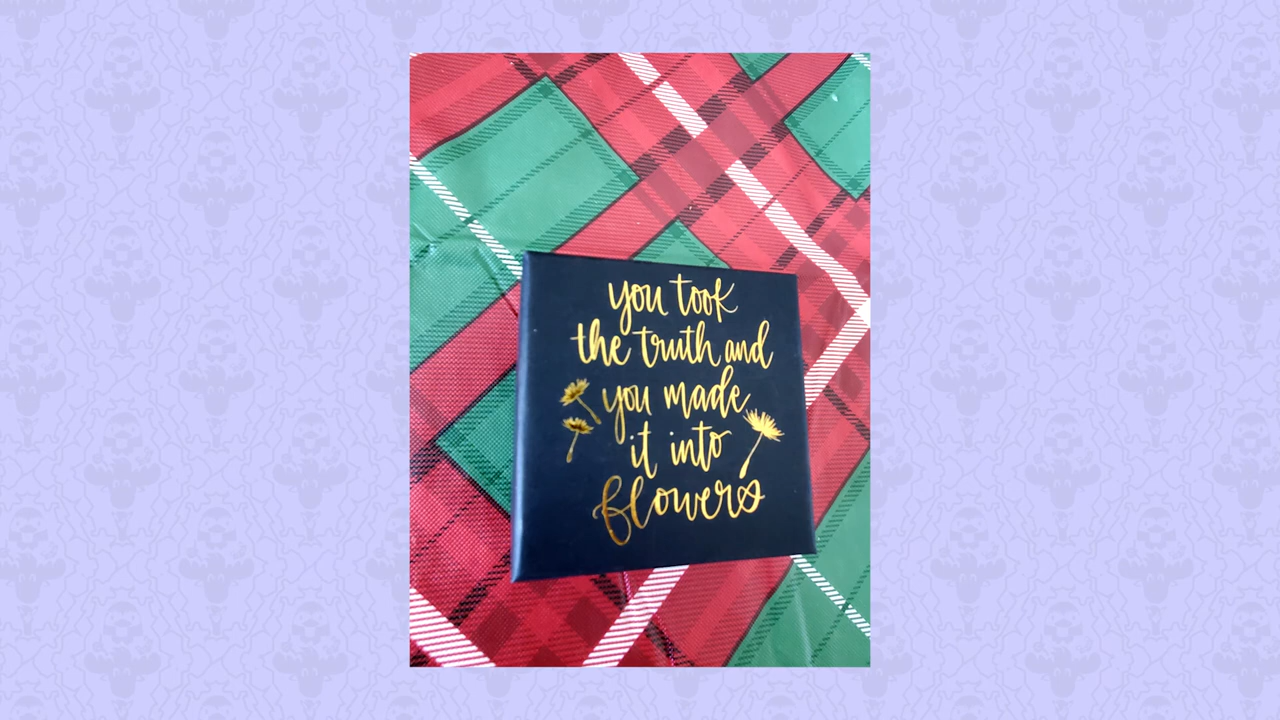 you took
the truth and
you made
it into
flowers